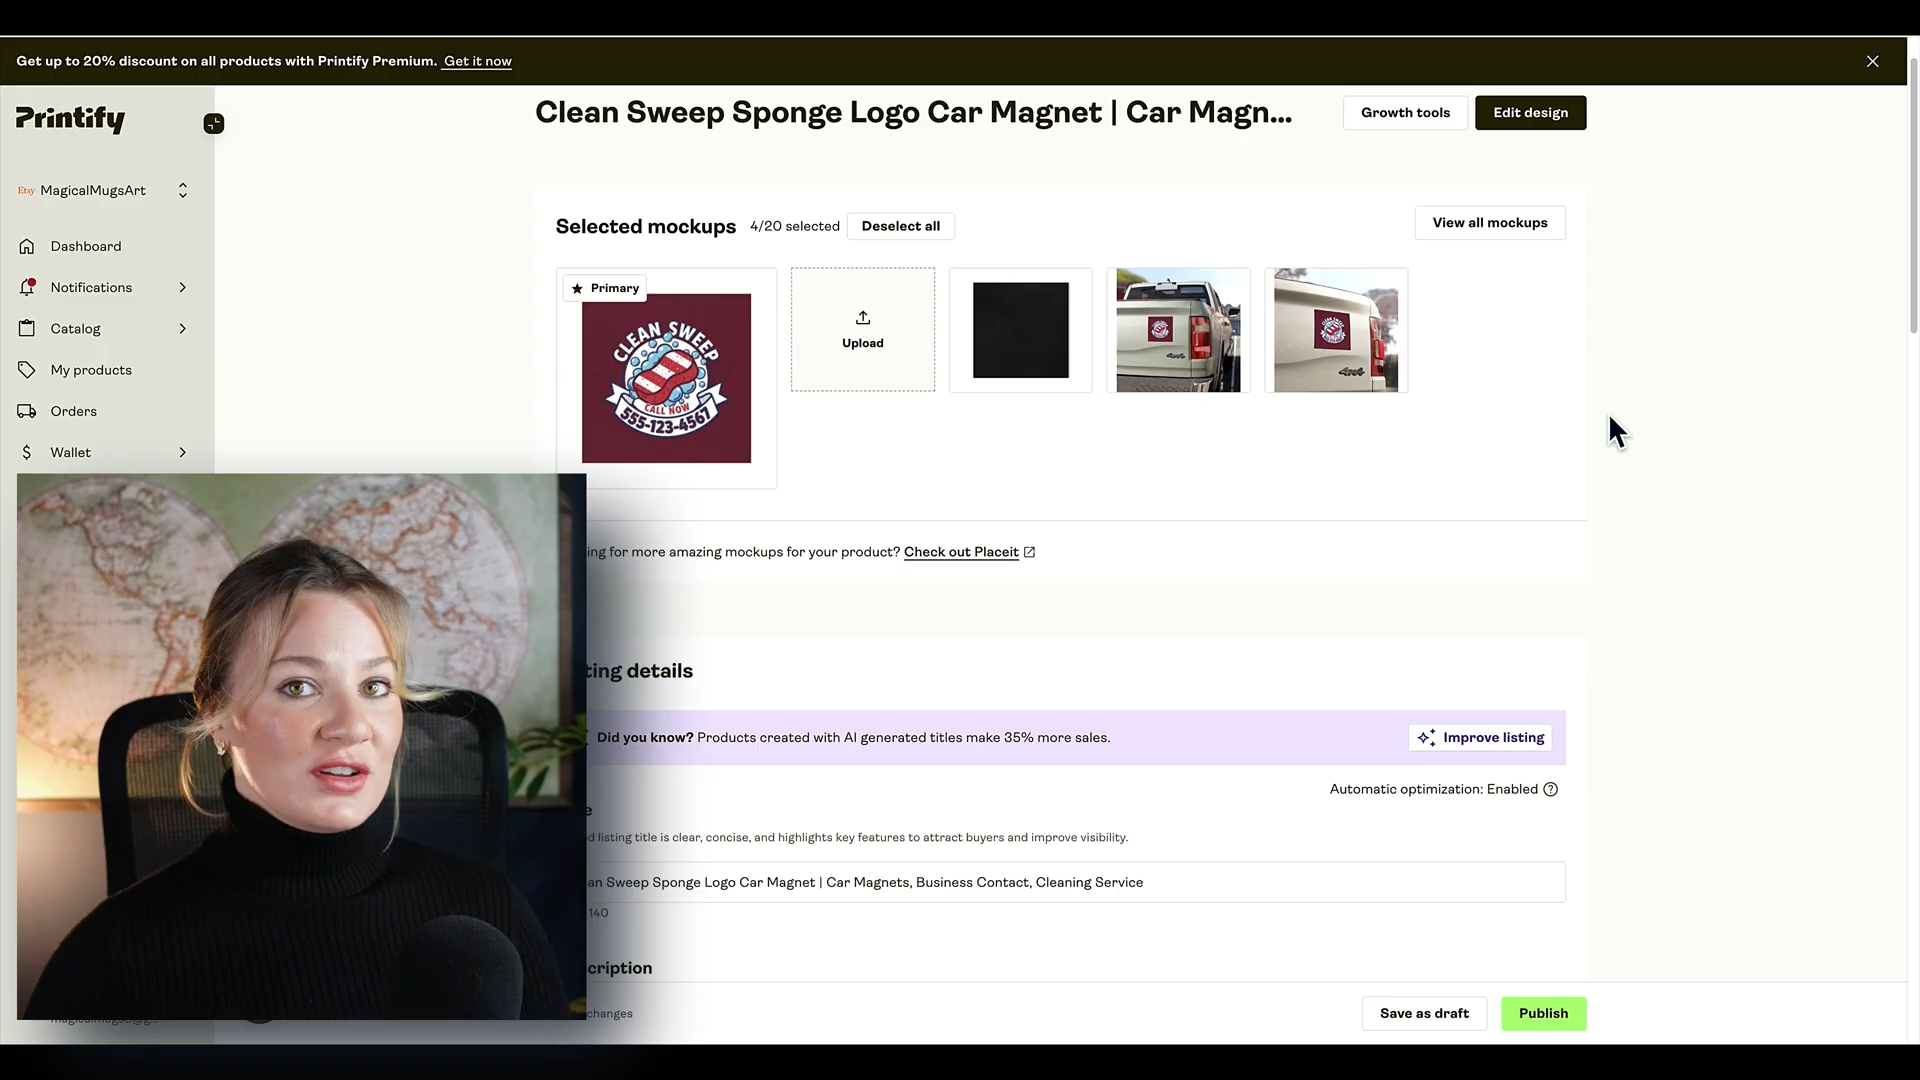 Get up to 20% discount on all products with Printify Premium. Get it now
Printify
Clean Sweep Sponge Logo Car Magnet | Car Magn...
Growth tools
Edit design
Etsy MagicalMugsArt
Dashboard
Notifications
Catalog
My products
Orders
Wallet
Selected mockups
4/20 selected
Deselect all
View all mockups
Primary
CLEAN SWEEP
CALL NOW
555-123-4567
Upload
4x4
4x4
ing for more amazing mockups for your product? Check out Placeit
ting details
Did you know? Products created with AI generated titles make 35% more sales.
Improve listing
Automatic optimization: Enabled
e
d listing title is clear, concise, and highlights key features to attract buyers and improve visibility.
an Sweep Sponge Logo Car Magnet | Car Magnets, Business Contact, Cleaning Service
140
cription
changes
Save as draft
Publish